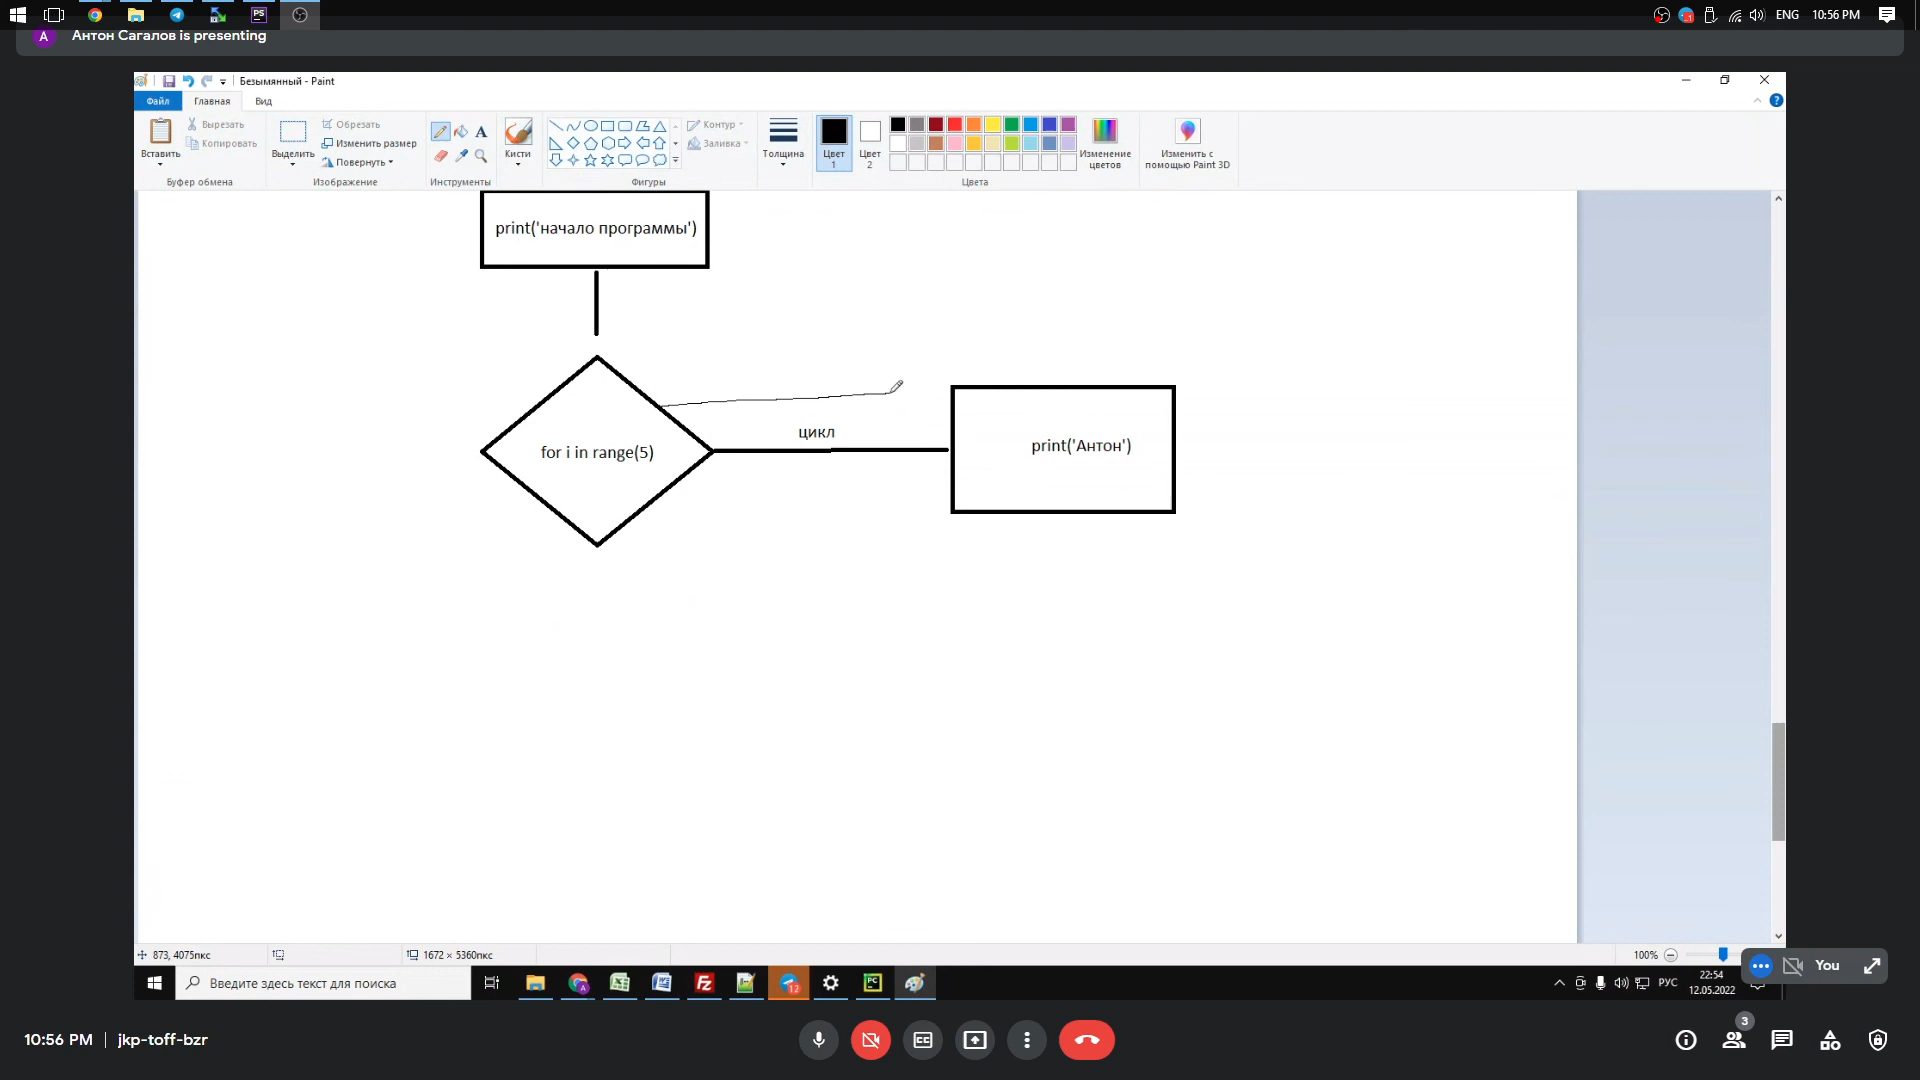 PS
ENG
10:56 PM
A
Антон Сагалов is presenting
Безымянный - Paint
Файл
Главная
Вид
Вставить
Вырезать
Копировать
Буфер обмена
Выделить
Обрезать
Изменить размер
Повернуть
Изображение
A
Инструменты
Кисти
Фигуры
Контур
Заливка
Толщина
Цвет 1
Цвет 2
Цвета
Изменение цветов
Изменить с помощью Paint 3D
print('начало программы')
for i in range(5)
цикл
print('Антон')
873, 4075пкс
1672 × 5360пкс
100%
You
Введите здесь текст для поиска
12
РУС
22:54
12.05.2022
10:56 PM
jkp-toff-bzr
3